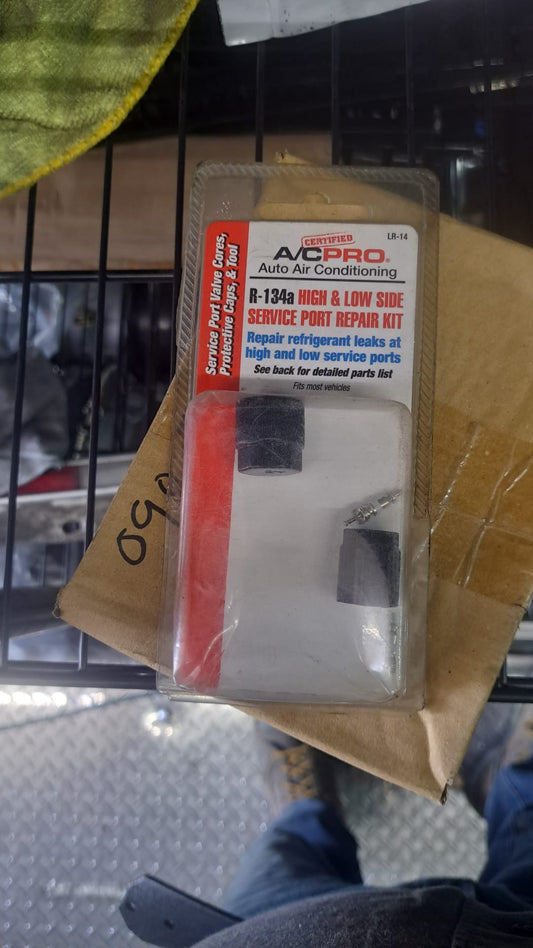 CERTIFIED
A/CPRO®
LR-14
Auto Air Conditioning
R-134a HIGH & LOW SIDE
SERVICE PORT REPAIR KIT
Repair refrigerant leaks at
high and low service ports
See back for detailed parts list
Fits most vehicles
Service Port Valve Cores,
Protective Caps, & Tool